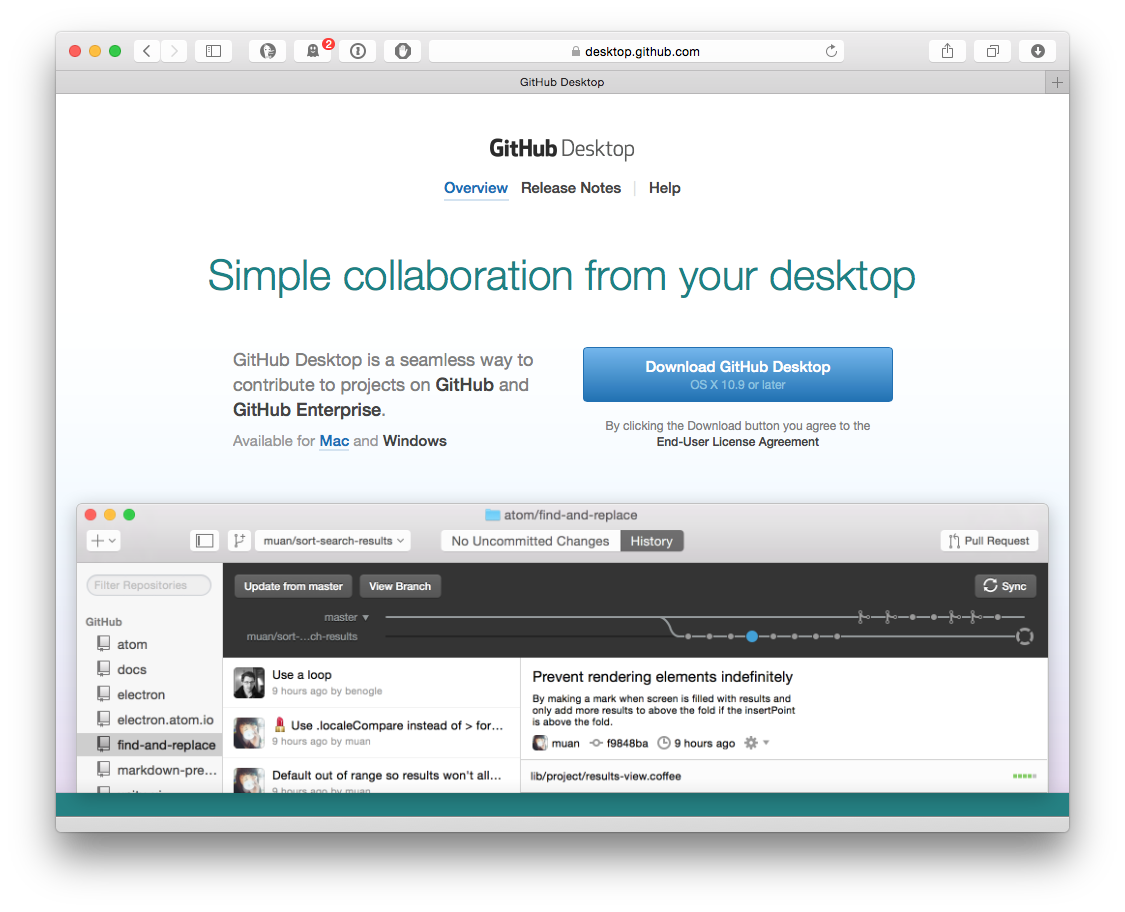 2
desktop.github.com
GitHub Desktop
GitHub Desktop
Overview Release Notes Help
Simple collaboration from your desktop
GitHub Desktop is a seamless way to
contribute to projects on GitHub and
GitHub Enterprise.
Available for Mac and Windows
Download GitHub Desktop
OS X 10.9 or later
By clicking the Download button you agree to the
End-User License Agreement
atom/find-and-replace
muan/sort-search-results
No Uncommitted Changes History
Pull Request
Filter Repositories
GitHub
atom
docs
electron
electron.atom.io
find-and-replace
markdown-pre...
Update from master View Branch
Sync
master
muan/sort-...ch-results
Use a loop
9 hours ago by benogle
Use .localeCompare instead of > for...
9 hours ago by muan
Default out of range so results won't all...
9 hours ago by muan
Prevent rendering elements indefinitely
By making a mark when screen is filled with results and
only add more results to above the fold if the insertPoint
is above the fold.
muan f9848ba 9 hours ago
lib/project/results-view.coffee